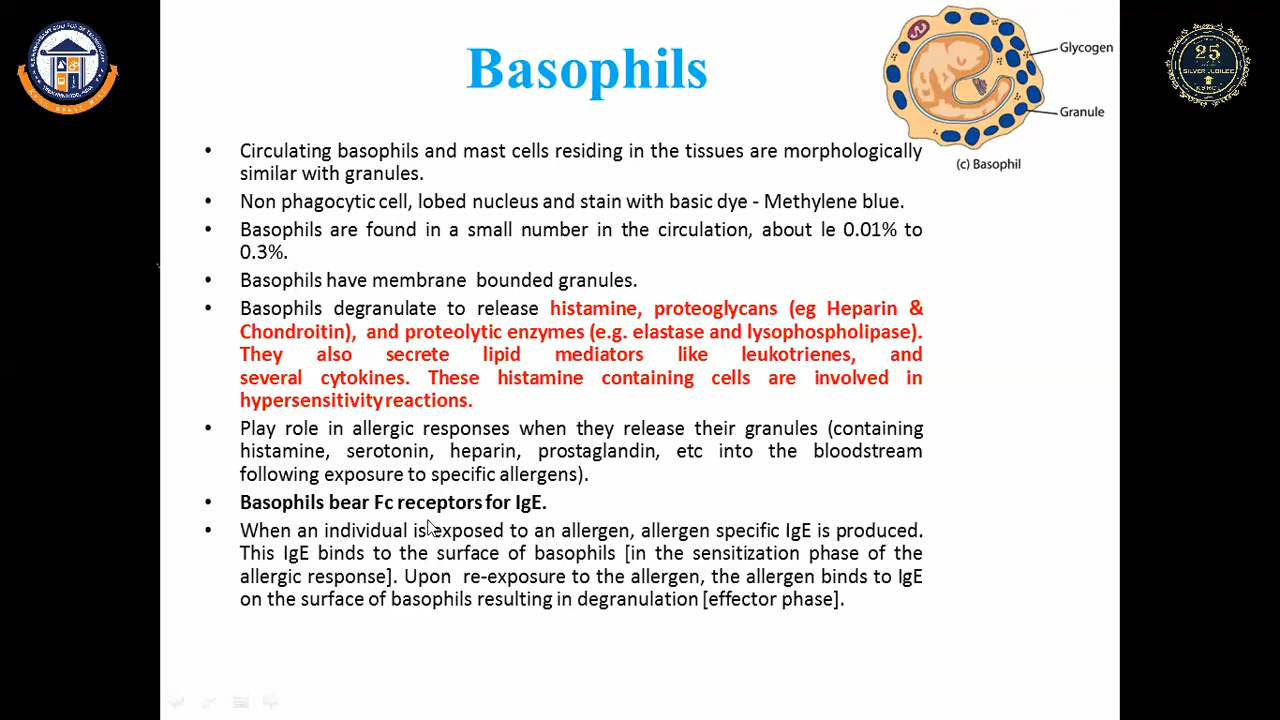 Basophils
Glycogen
Granule
(c) Basophil
25
SILVER JUBILEE
• Circulating basophils and mast cells residing in the tissues are morphologically
similar with granules.
• Non phagocytic cell, lobed nucleus and stain with basic dye - Methylene blue.
• Basophils are found in a small number in the circulation, about le 0.01% to
0.3%.
• Basophils have membrane bounded granules.
• Basophils degranulate to release histamine, proteoglycans (eg Heparin &
Chondroitin), and proteolytic enzymes (e.g. elastase and lysophospholipase).
They also secrete lipid mediators like leukotrienes, and
several cytokines. These histamine containing cells are involved in
hypersensitivity reactions.
• Play role in allergic responses when they release their granules (containing
histamine, serotonin, heparin, prostaglandin, etc into the bloodstream
following exposure to specific allergens).
• Basophils bear Fc receptors for IgE.
• When an individual is exposed to an allergen, allergen specific IgE is produced.
This IgE binds to the surface of basophils [in the sensitization phase of the
allergic response]. Upon re-exposure to the allergen, the allergen binds to IgE
on the surface of basophils resulting in degranulation [effector phase].